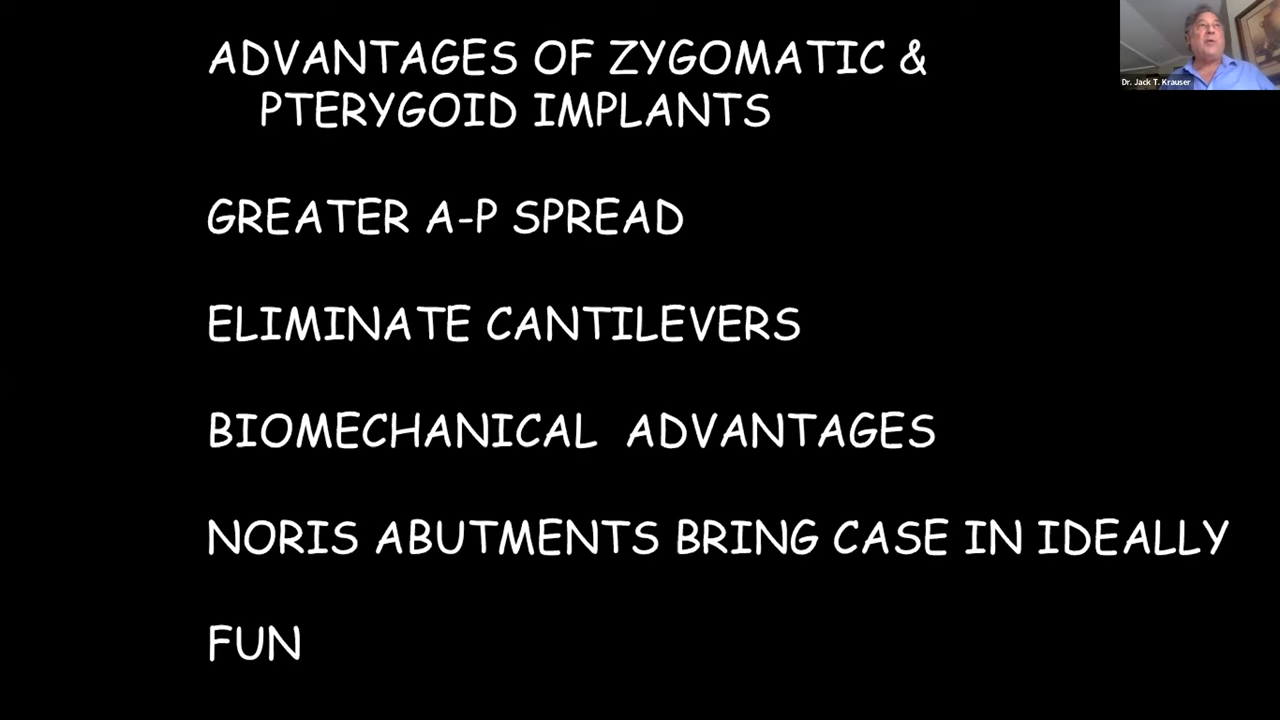 ADVANTAGES OF ZYGOMATIC &
PTERYGOID IMPLANTS
GREATER A-P SPREAD
ELIMINATE CANTILEVERS
BIOMECHANICAL ADVANTAGES
NORIS ABUTMENTS BRING CASE IN IDEALLY
FUN
Dr. Jack T. Krauser